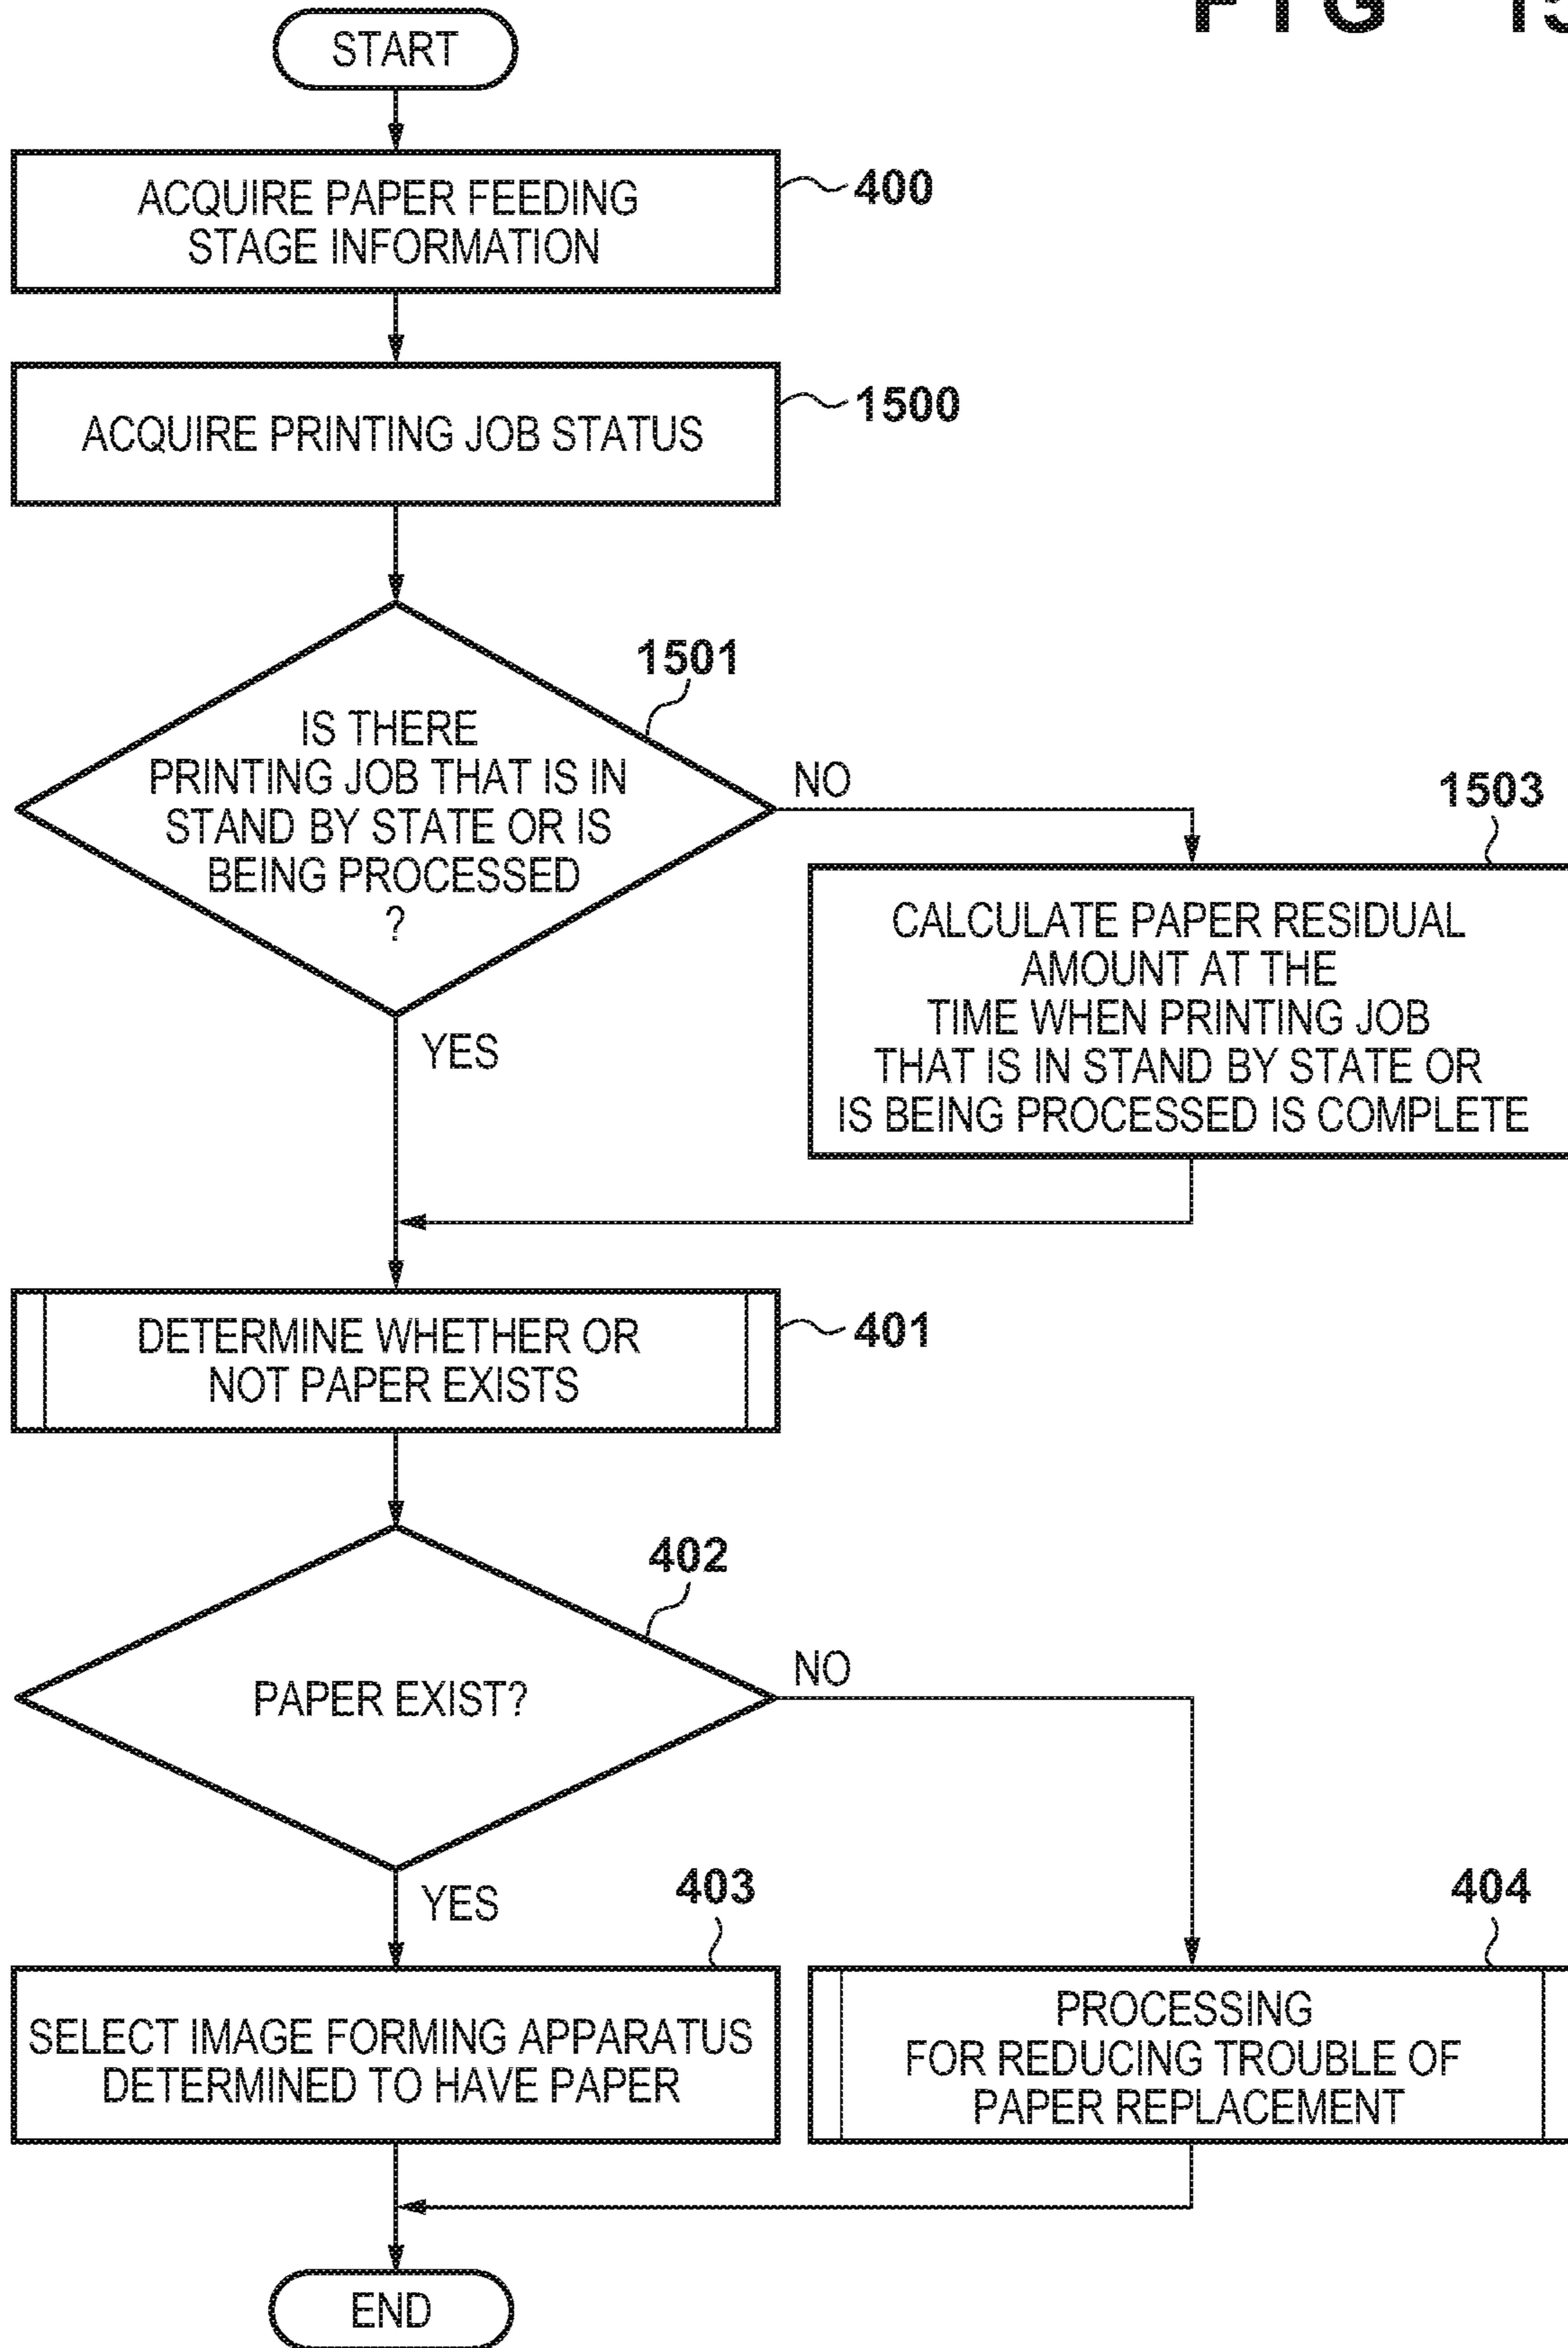 FIG 15
START
ACQUIRE PAPER FEEDING
STAGE INFORMATION
400
ACQUIRE PRINTING JOB STATUS
1500
1501
IS THERE
PRINTING JOB THAT IS IN
STAND BY STATE OR IS
BEING PROCESSED
?
NO
YES
1503
CALCULATE PAPER RESIDUAL
AMOUNT AT THE
TIME WHEN PRINTING JOB
THAT IS IN STAND BY STATE OR
IS BEING PROCESSED IS COMPLETE
DETERMINE WHETHER OR
NOT PAPER EXISTS
401
402
PAPER EXIST?
NO
YES
403
SELECT IMAGE FORMING APPARATUS
DETERMINED TO HAVE PAPER
404
PROCESSING
FOR REDUCING TROUBLE OF
PAPER REPLACEMENT
END